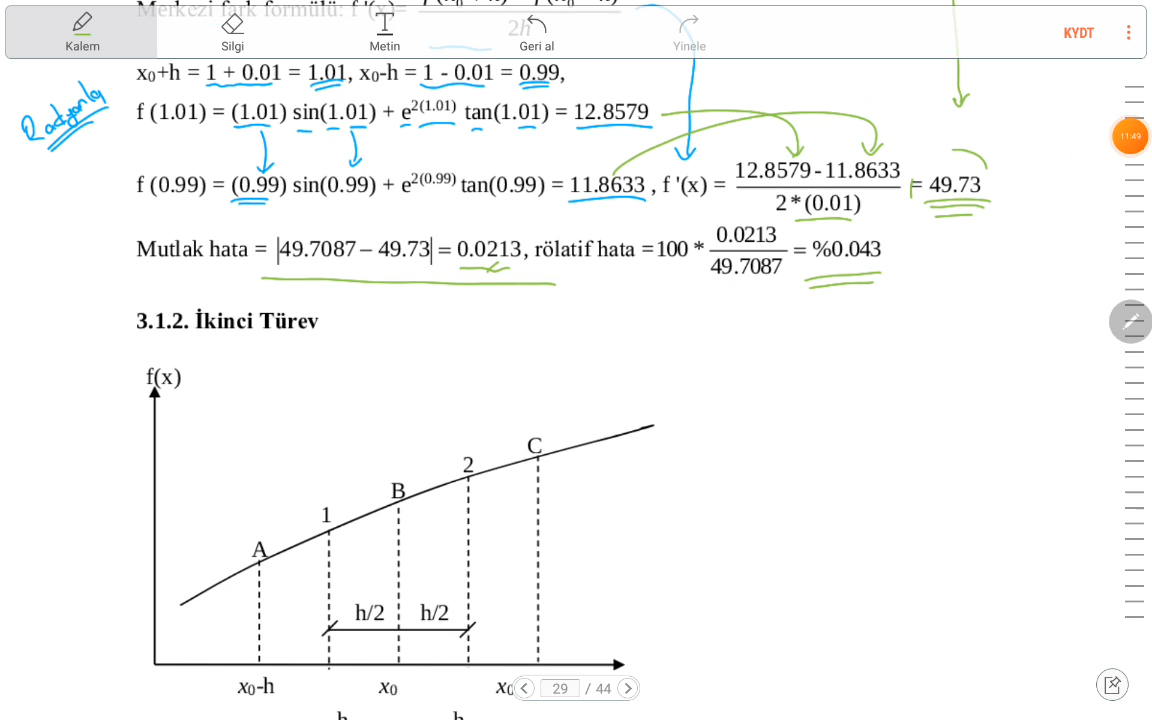 Merkezi fark formülü: f '(x)=
2h
Kalem Silgi Metin Geri al Yinele KYDT
x₀+h = 1 + 0.01 = 1.01, x₀-h = 1 - 0.01 = 0.99,
Radyanla
f (1.01) = (1.01) sin(1.01) + e^2(1.01) tan(1.01) = 12.8579
11:49
f (0.99) = (0.99) sin(0.99) + e^2(0.99) tan(0.99) = 11.8633 , f '(x) = 12.8579 - 11.8633 / 2 * (0.01) = 49.73
Mutlak hata = |49.7087 – 49.73| = 0.0213, rölatif hata =100 * 0.0213 / 49.7087 = %0.043
3.1.2. İkinci Türev
f(x)
C
2
B
1
A
h/2 h/2
x₀-h x₀ x₀
29 / 44
h h